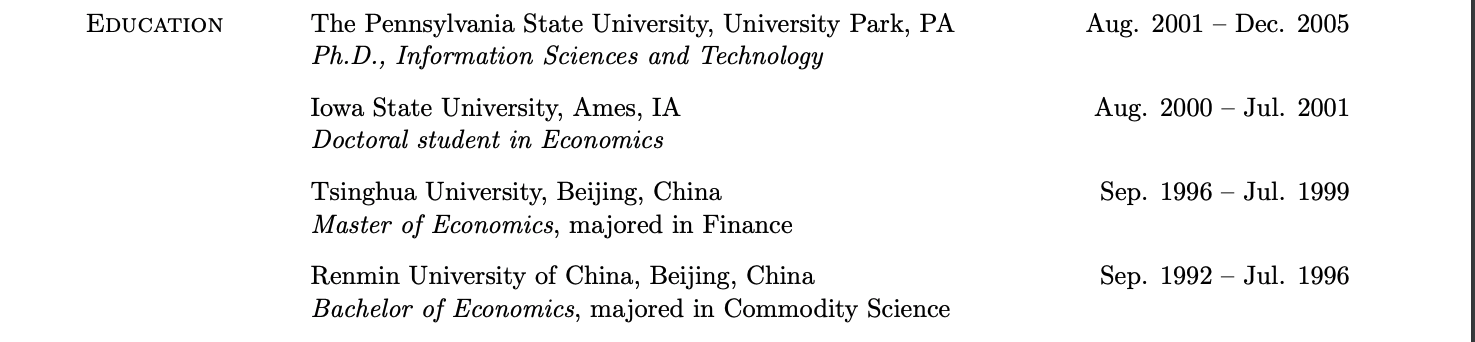 EDUCATION The Pennsylvania State University, University Park, PA Aug. 2001 – Dec. 2005
Ph.D., Information Sciences and Technology
Iowa State University, Ames, IA Aug. 2000 – Jul. 2001
Doctoral student in Economics
Tsinghua University, Beijing, China Sep. 1996 – Jul. 1999
Master of Economics, majored in Finance
Renmin University of China, Beijing, China Sep. 1992 – Jul. 1996
Bachelor of Economics, majored in Commodity Science